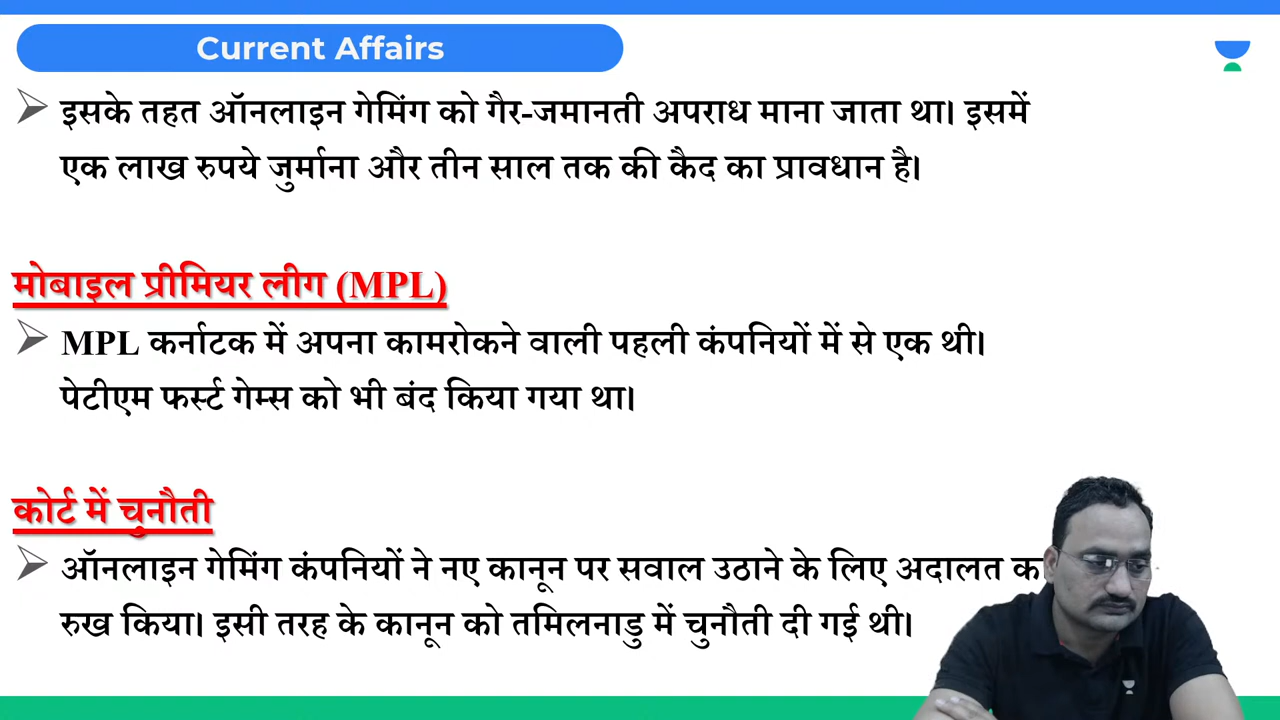 Current Affairs
इसके तहत ऑनलाइन गेमिंग को गैर-जमानती अपराध माना जाता था। इसमें
एक लाख रुपये जुर्माना और तीन साल तक की कैद का प्रावधान है।
मोबाइल प्रीमियर लीग (MPL)
MPL कर्नाटक में अपना कामरोकने वाली पहली कंपनियों में से एक थी।
पेटीएम फर्स्ट गेम्स को भी बंद किया गया था।
कोर्ट में चुनौती
ऑनलाइन गेमिंग कंपनियों ने नए कानून पर सवाल उठाने के लिए अदालत का
रुख किया। इसी तरह के कानून को तमिलनाडु में चुनौती दी गई थी।